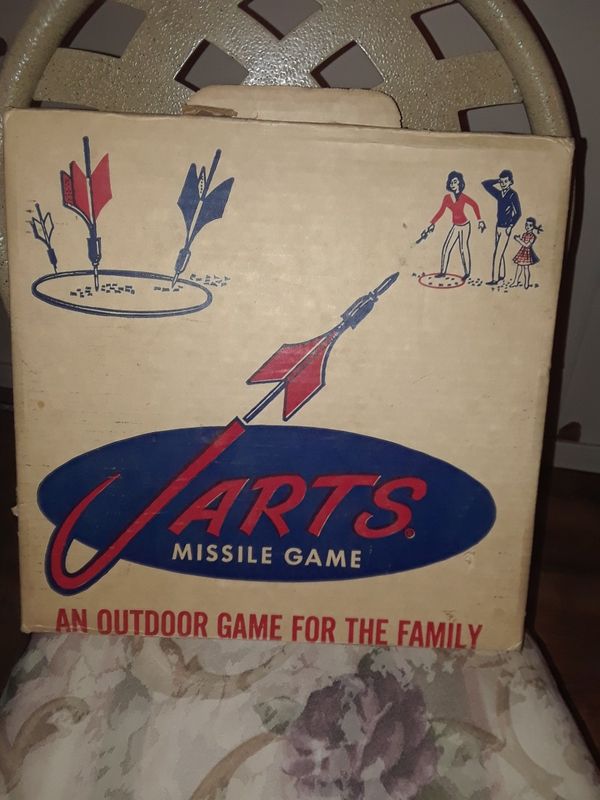 JARTS®
MISSILE GAME
AN OUTDOOR GAME FOR THE FAMILY